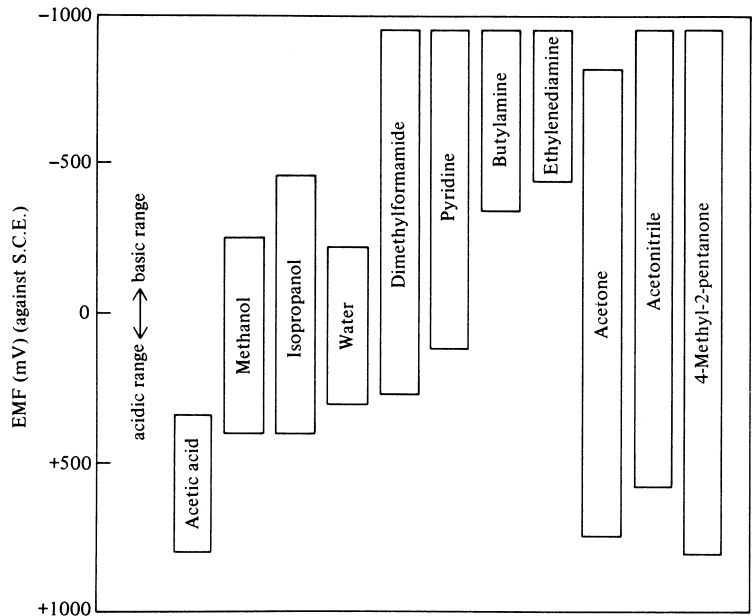 EMF (mV) (against S.C.E.)
−1000
−500
0
+500
+1000
acidic range ⟷ basic range
Acetic acid
Methanol
Isopropanol
Water
Dimethylformamide
Pyridine
Butylamine
Ethylenediamine
Acetone
Acetonitrile
4-Methyl-2-pentanone